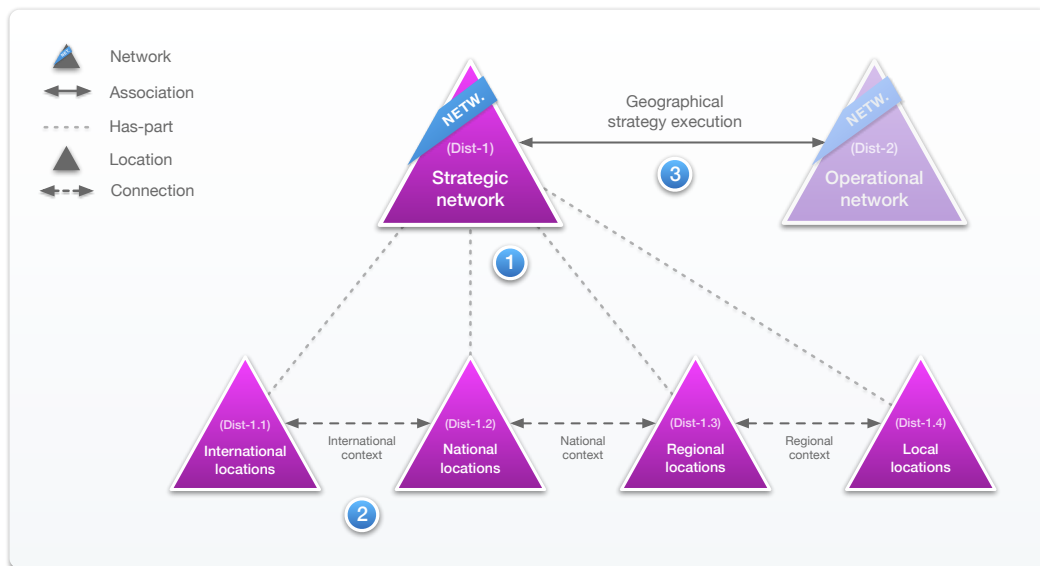 NET.
Network
Association
Has-part
Location
Connection
NETW.
(Dist-1)
Strategic
network
Geographical
strategy execution
3
NETW.
(Dist-2)
Operational
network
1
(Dist-1.1)
International
locations
International
context
(Dist-1.2)
National
locations
National
context
(Dist-1.3)
Regional
locations
Regional
context
(Dist-1.4)
Local
locations
2